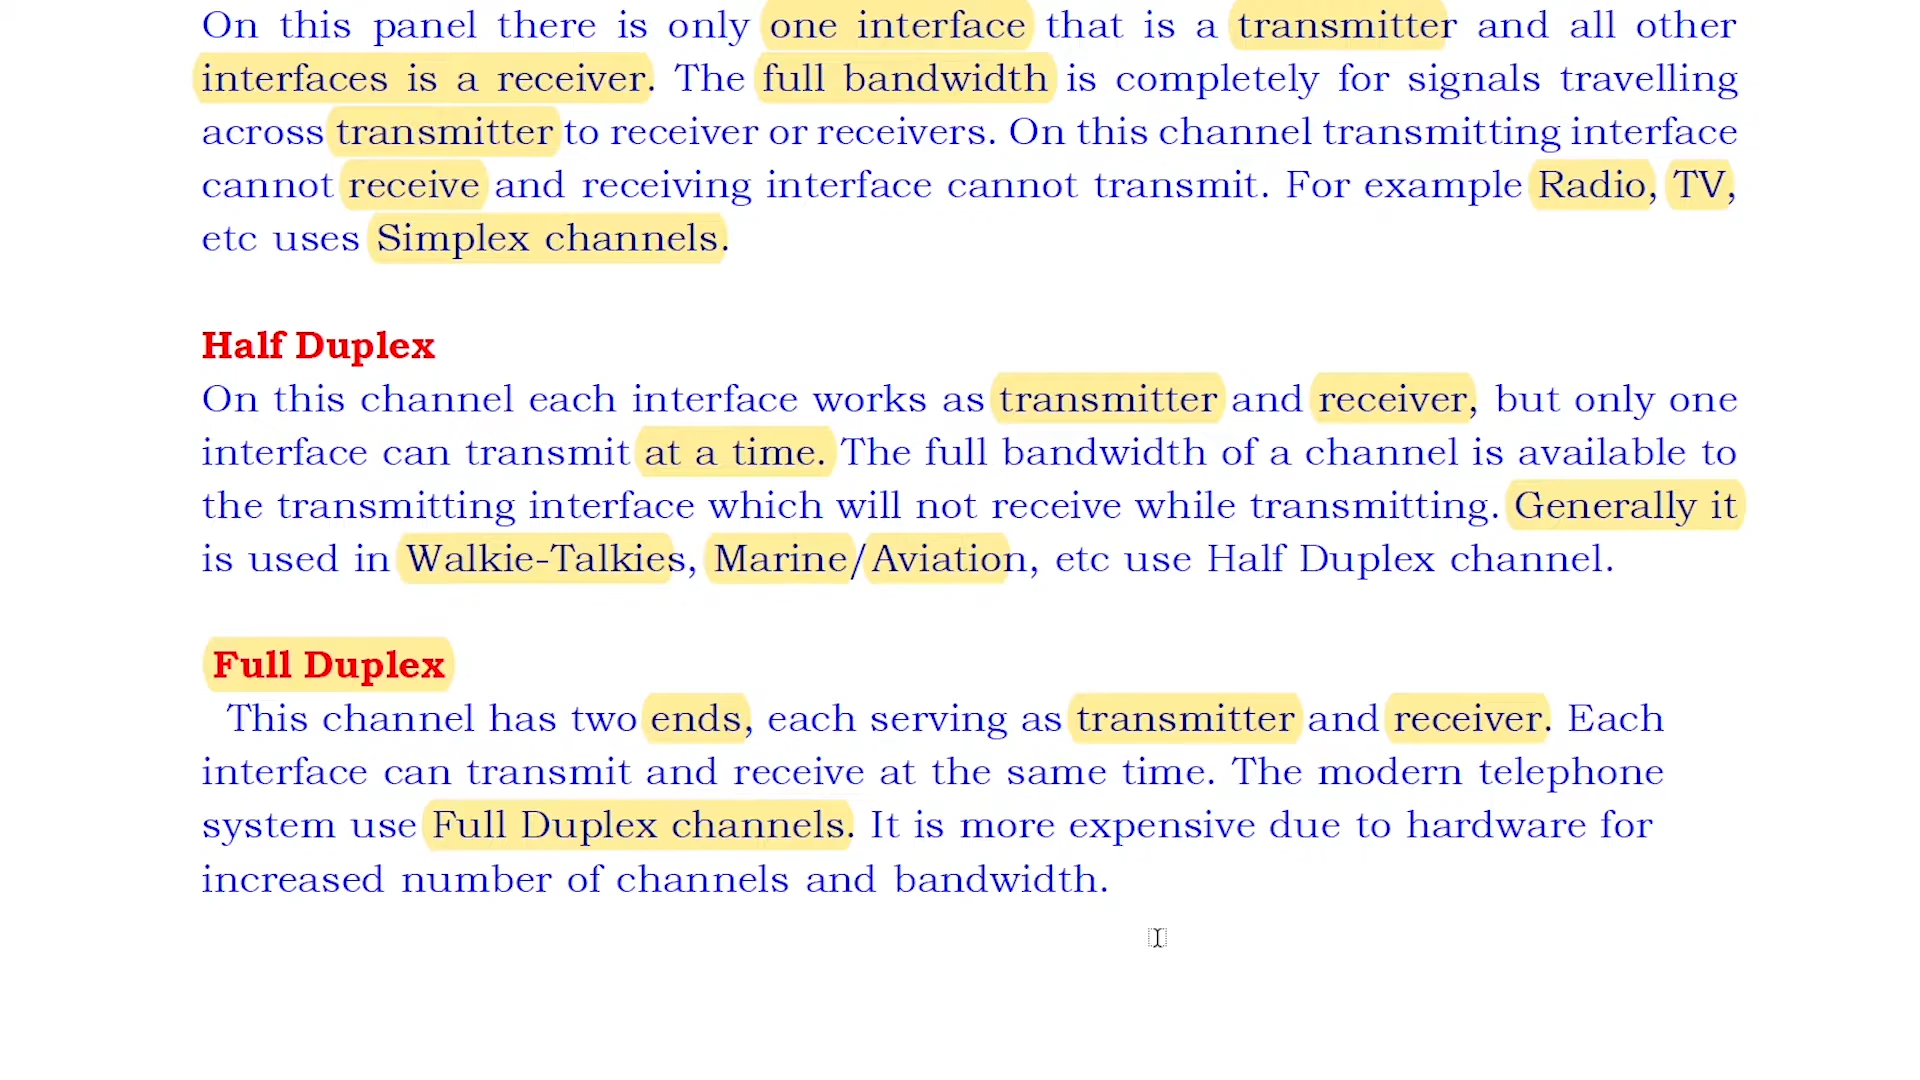 On this panel there is only one interface that is a transmitter and all other
interfaces is a receiver. The full bandwidth is completely for signals travelling
across transmitter to receiver or receivers. On this channel transmitting interface
cannot receive and receiving interface cannot transmit. For example Radio, TV,
etc uses Simplex channels.
Half Duplex
On this channel each interface works as transmitter and receiver, but only one
interface can transmit at a time. The full bandwidth of a channel is available to
the transmitting interface which will not receive while transmitting. Generally it
is used in Walkie-Talkies, Marine/Aviation, etc use Half Duplex channel.
Full Duplex
This channel has two ends, each serving as transmitter and receiver. Each
interface can transmit and receive at the same time. The modern telephone
system use Full Duplex channels. It is more expensive due to hardware for
increased number of channels and bandwidth.